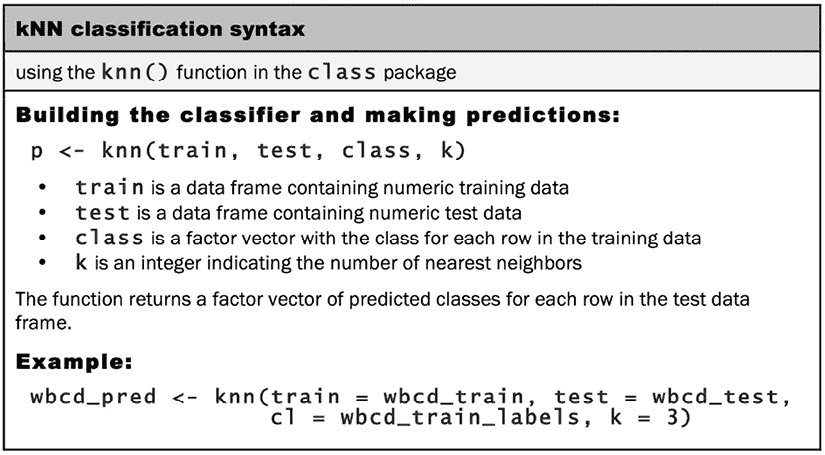 kNN classification syntax
using the knn() function in the class package
Building the classifier and making predictions:
p <- knn(train, test, class, k)
• train is a data frame containing numeric training data
• test is a data frame containing numeric test data
• class is a factor vector with the class for each row in the training data
• k is an integer indicating the number of nearest neighbors
The function returns a factor vector of predicted classes for each row in the test data
frame.
Example:
wbcd_pred <- knn(train = wbcd_train, test = wbcd_test,
cl = wbcd_train_labels, k = 3)